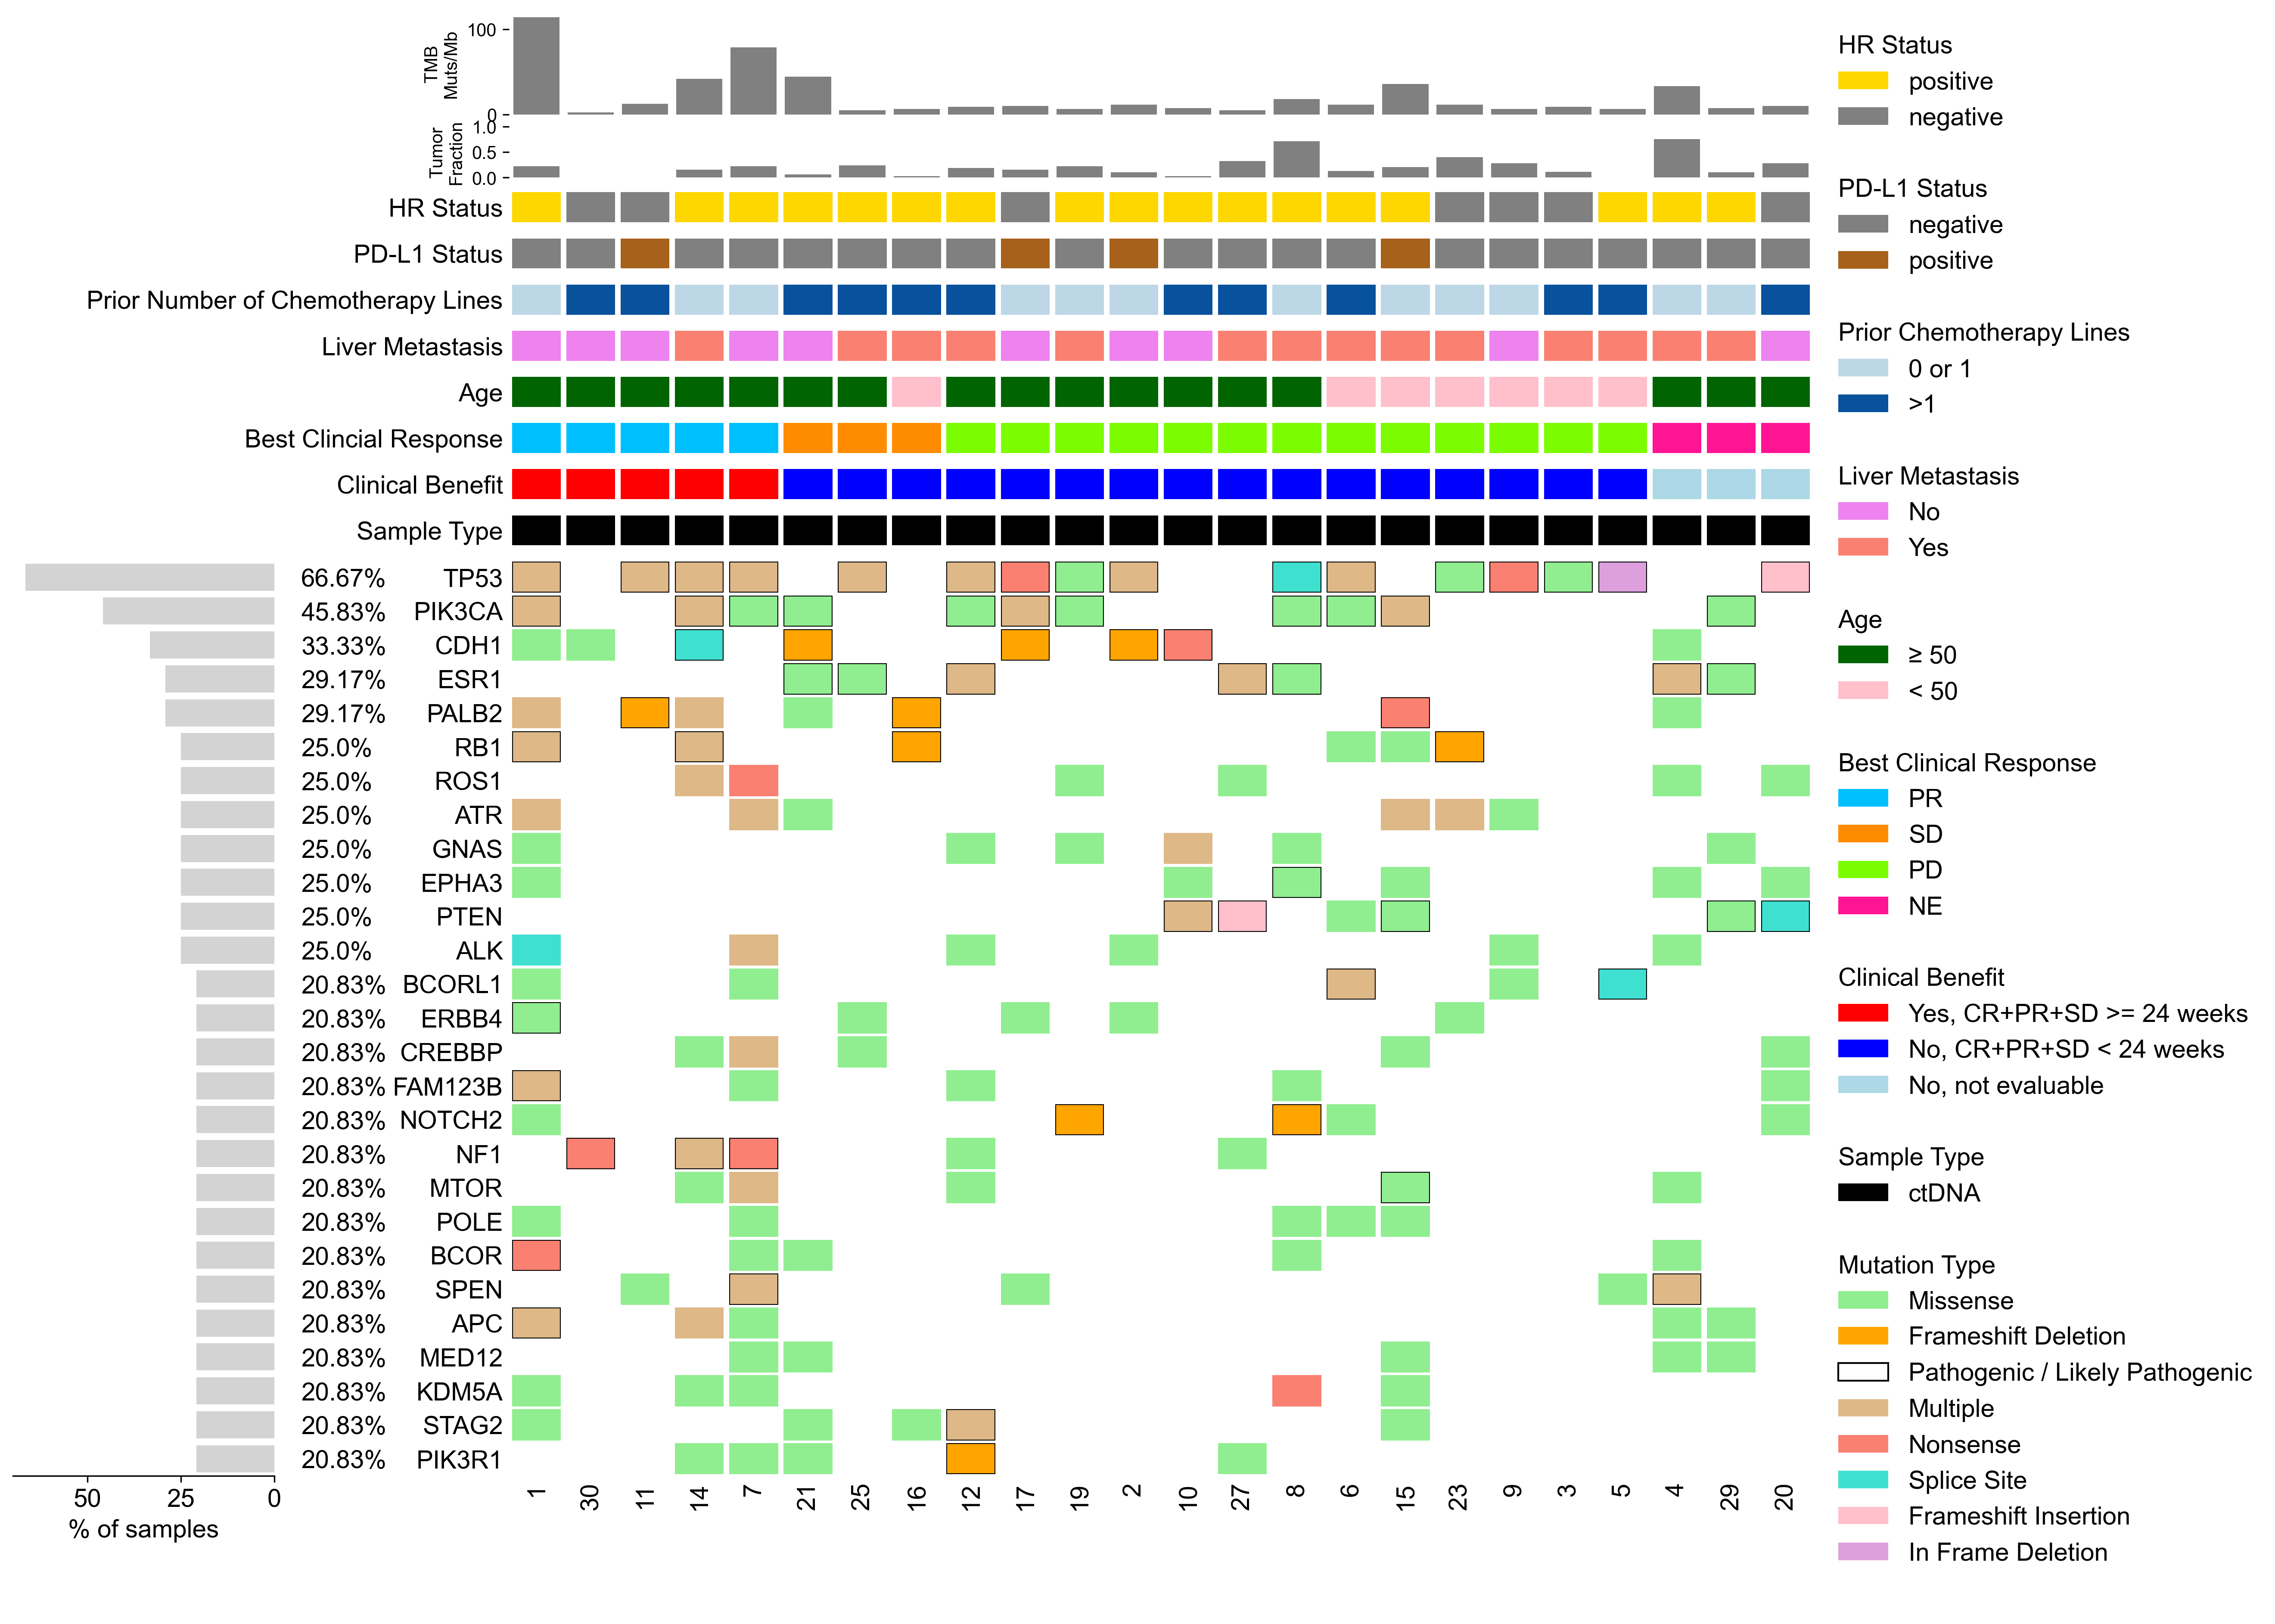 TMB
Muts/Mb
100
0
Tumor
Fraction
1.0
0.5
0.0
HR Status
PD-L1 Status
Prior Number of Chemotherapy Lines
Liver Metastasis
Age
Best Clincial Response
Clinical Benefit
Sample Type
66.67% TP53
45.83% PIK3CA
33.33% CDH1
29.17% ESR1
29.17% PALB2
25.0% RB1
25.0% ROS1
25.0% ATR
25.0% GNAS
25.0% EPHA3
25.0% PTEN
25.0% ALK
20.83% BCORL1
20.83% ERBB4
20.83% CREBBP
20.83% FAM123B
20.83% NOTCH2
20.83% NF1
20.83% MTOR
20.83% POLE
20.83% BCOR
20.83% SPEN
20.83% APC
20.83% MED12
20.83% KDM5A
20.83% STAG2
20.83% PIK3R1
50 25 0
% of samples
1 30 11 14 7 21 25 16 12 17 19 2 10 27 8 6 15 23 9 3 5 4 29 20
HR Status
positive
negative
PD-L1 Status
negative
positive
Prior Chemotherapy Lines
0 or 1
>1
Liver Metastasis
No
Yes
Age
≥ 50
< 50
Best Clinical Response
PR
SD
PD
NE
Clinical Benefit
Yes, CR+PR+SD >= 24 weeks
No, CR+PR+SD < 24 weeks
No, not evaluable
Sample Type
ctDNA
Mutation Type
Missense
Frameshift Deletion
Pathogenic / Likely Pathogenic
Multiple
Nonsense
Splice Site
Frameshift Insertion
In Frame Deletion